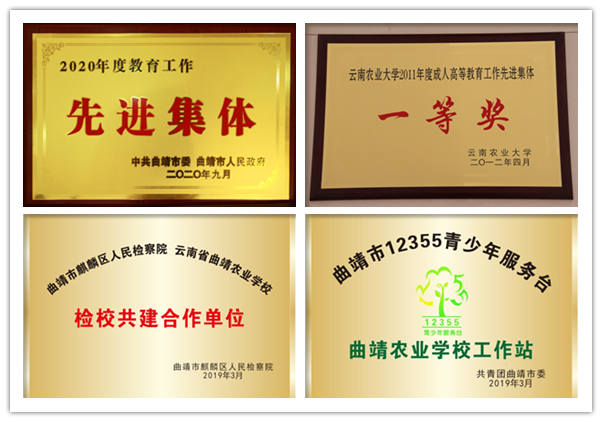 2020年度教育工作
先进集体
中共曲靖市委 曲靖市人民政府
二〇二〇年九月
云南农业大学2011年度成人高等教育工作先进集体
一等奖
云南农业大学
二〇一二年四月
曲靖市麒麟区人民检察院 云南省曲靖农业学校
检校共建合作单位
曲靖市麒麟区人民检察院
2019年3月
曲靖市12355青少年服务台
12355
青少年服务台
曲靖农业学校工作站
共青团曲靖市委
2019年3月